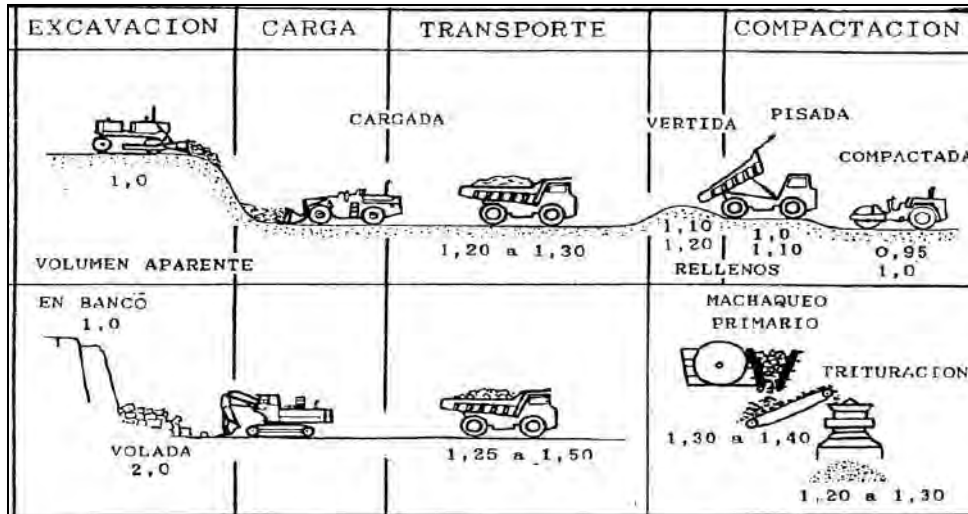 EXCAVACION CARGA TRANSPORTE COMPACTACION
CARGADA
VERTIDA
PISADA
COMPACTADA
1,0
1,20 a 1,30
1,10
1,20
1,0
1,10
0,95
1,0
VOLUMEN APARENTE
RELLENOS
EN BANCO
1,0
MACHAQUEO
PRIMARIO
TRITURACION
VOLADA
2,0
1,25 a 1,50
1,30 a 1,40
1,20 a 1,30